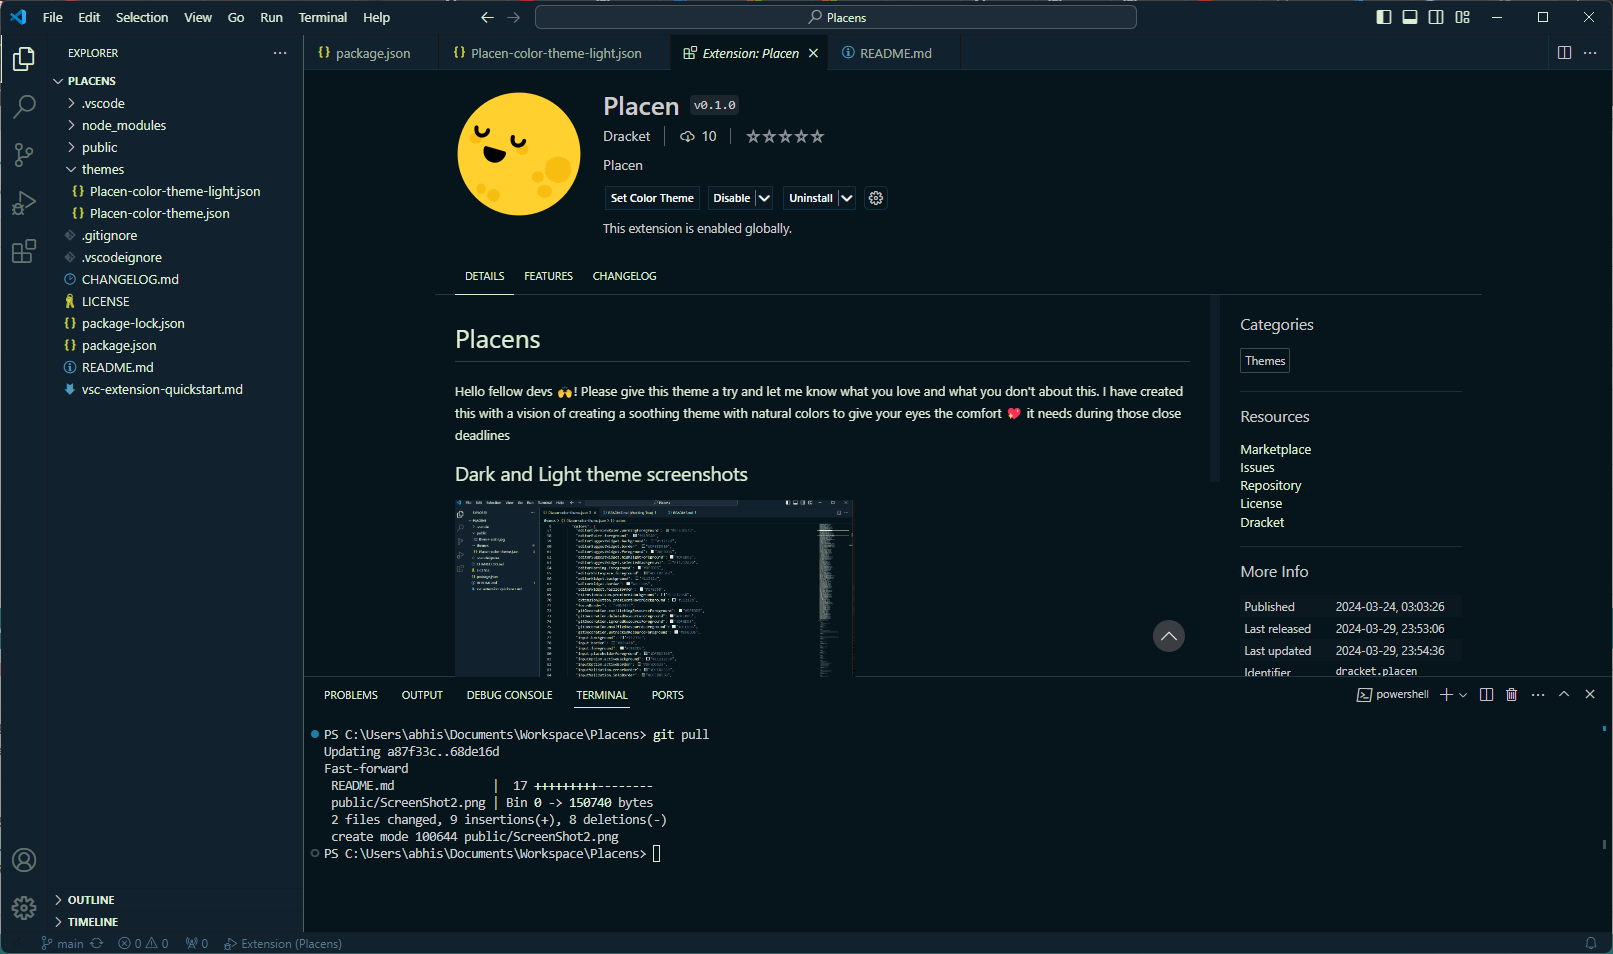 File Edit Selection View Go Run Terminal Help
Placens
EXPLORER
PLACENS
.vscode
node_modules
public
themes
Placen-color-theme-light.json
Placen-color-theme.json
.gitignore
.vscodeignore
CHANGELOG.md
LICENSE
package-lock.json
package.json
README.md
vsc-extension-quickstart.md
OUTLINE
TIMELINE
package.json Placen-color-theme-light.json Extension: Placen README.md
Placen v0.1.0
Dracket 10
Placen
Set Color Theme Disable Uninstall
This extension is enabled globally.
DETAILS FEATURES CHANGELOG
Placens
Hello fellow devs 🙌! Please give this theme a try and let me know what you love and what you don't about this. I have created
this with a vision of creating a soothing theme with natural colors to give your eyes the comfort 💖 it needs during those close
deadlines
Dark and Light theme screenshots
Categories
Themes
Resources
Marketplace
Issues
Repository
License
Dracket
More Info
Published 2024-03-24, 03:03:26
Last released 2024-03-29, 23:53:06
Last updated 2024-03-29, 23:54:36
Identifier dracket.placen
PROBLEMS OUTPUT DEBUG CONSOLE TERMINAL PORTS
powershell
PS C:\Users\abhis\Documents\Workspace\Placens> git pull
Updating a87f33c..68de16d
Fast-forward
README.md | 17 +++++++++--------
public/ScreenShot2.png | Bin 0 -> 150740 bytes
2 files changed, 9 insertions(+), 8 deletions(-)
create mode 100644 public/ScreenShot2.png
PS C:\Users\abhis\Documents\Workspace\Placens>
main 0 0 0 Extension (Placens)